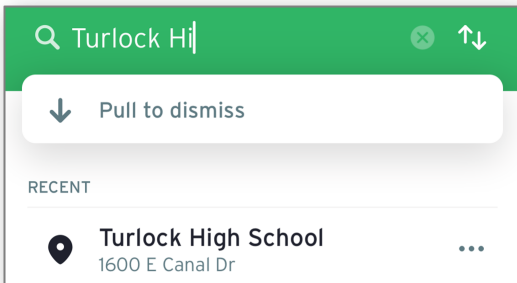 Turlock Hi
Pull to dismiss
RECENT
Turlock High School
1600 E Canal Dr